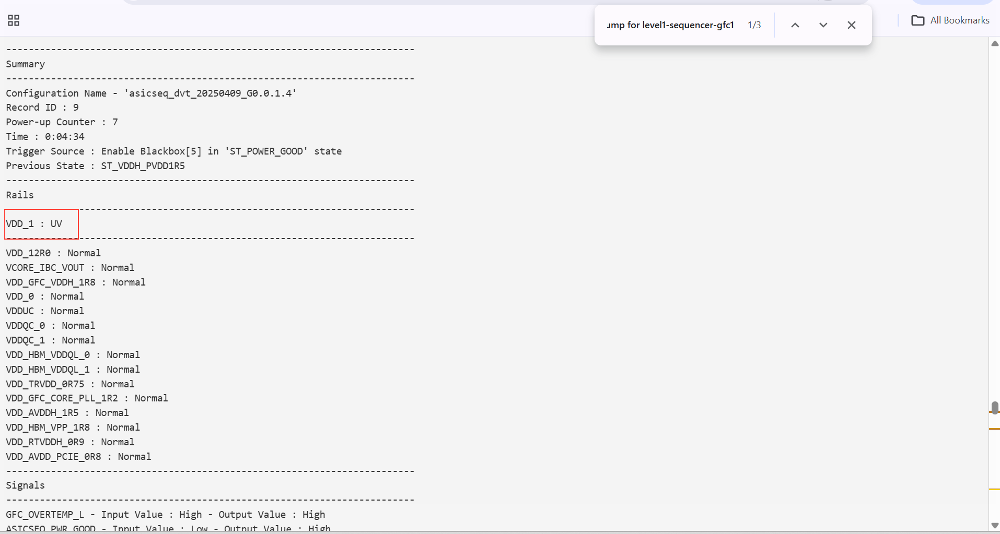 ump for level1-sequencer-gfc1 1/3
All Bookmarks
-------------------------------------------------------------------------
Summary
-------------------------------------------------------------------------
Configuration Name - 'asicseq_dvt_20250409_G0.0.1.4'
Record ID : 9
Power-up Counter : 7
Time : 0:04:34
Trigger Source : Enable Blackbox[5] in 'ST_POWER_GOOD' state
Previous State : ST_VDDH_PVDD1R5
-------------------------------------------------------------------------
Rails
-------------------------------------------------------------------------
VDD_1 : UV
-------------------------------------------------------------------------
VDD_12R0 : Normal
VCORE_IBC_VOUT : Normal
VDD_GFC_VDDH_1R8 : Normal
VDD_0 : Normal
VDDUC : Normal
VDDQC_0 : Normal
VDDQC_1 : Normal
VDD_HBM_VDDQL_0 : Normal
VDD_HBM_VDDQL_1 : Normal
VDD_TRVDD_0R75 : Normal
VDD_GFC_CORE_PLL_1R2 : Normal
VDD_AVDDH_1R5 : Normal
VDD_HBM_VPP_1R8 : Normal
VDD_RTVDDH_0R9 : Normal
VDD_AVDD_PCIE_0R8 : Normal
-------------------------------------------------------------------------
Signals
-------------------------------------------------------------------------
GFC_OVERTEMP_L - Input Value : High - Output Value : High
ASICSEQ_PWR_GOOD - Input Value : Low - Output Value : High